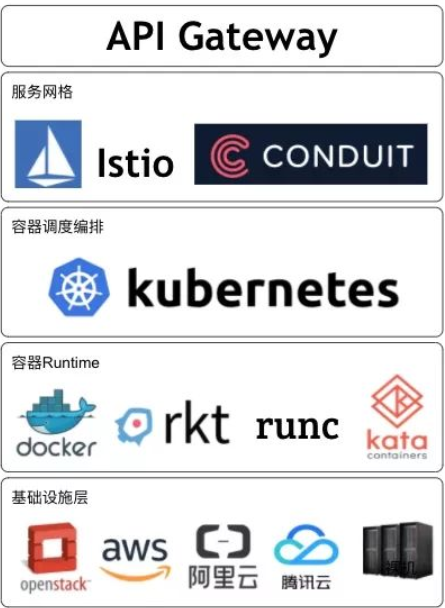 API Gateway
服务网格
Istio
CONDUIT
容器调度编排
kubernetes
容器Runtime
docker
rkt
runc
kata
containers
基础设施层
openstack
aws
阿里云
腾讯云
裸机